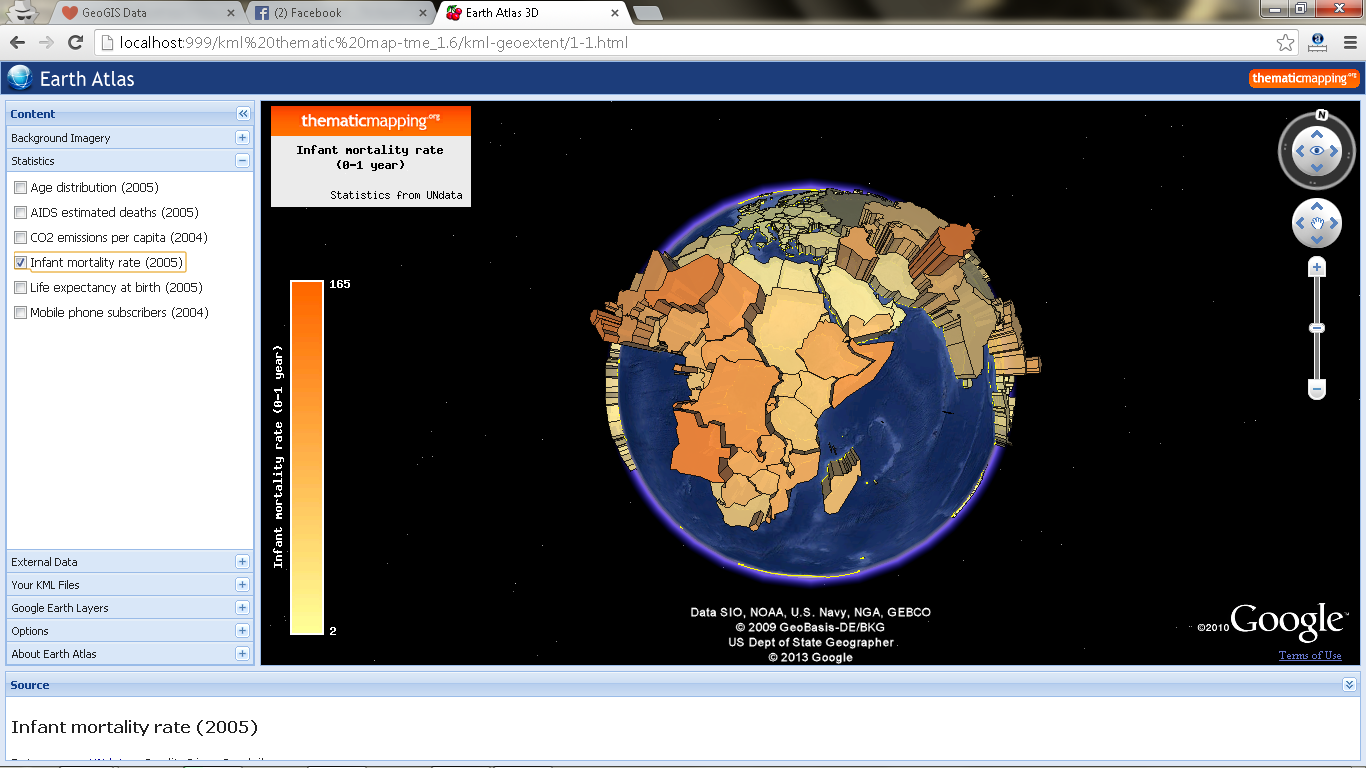 GeoGIS Data
(2) Facebook
Earth Atlas 3D
localhost:999/kml%20thematic%20map-tme_1.6/kml-geoextent/1-1.html
Earth Atlas
thematicmapping.org
Content
Background Imagery
Statistics
Age distribution (2005)
AIDS estimated deaths (2005)
CO2 emissions per capita (2004)
Infant mortality rate (2005)
Life expectancy at birth (2005)
Mobile phone subscribers (2004)
External Data
Your KML Files
Google Earth Layers
Options
About Earth Atlas
thematicmapping.org
Infant mortality rate
(0-1 year)
Statistics from UNdata
165
Infant mortality rate (0-1 year)
2
N
Data SIO, NOAA, U.S. Navy, NGA, GEBCO
© 2009 GeoBasis-DE/BKG
US Dept of State Geographer
© 2013 Google
©2010 Google™
Terms of Use
Source
Infant mortality rate (2005)